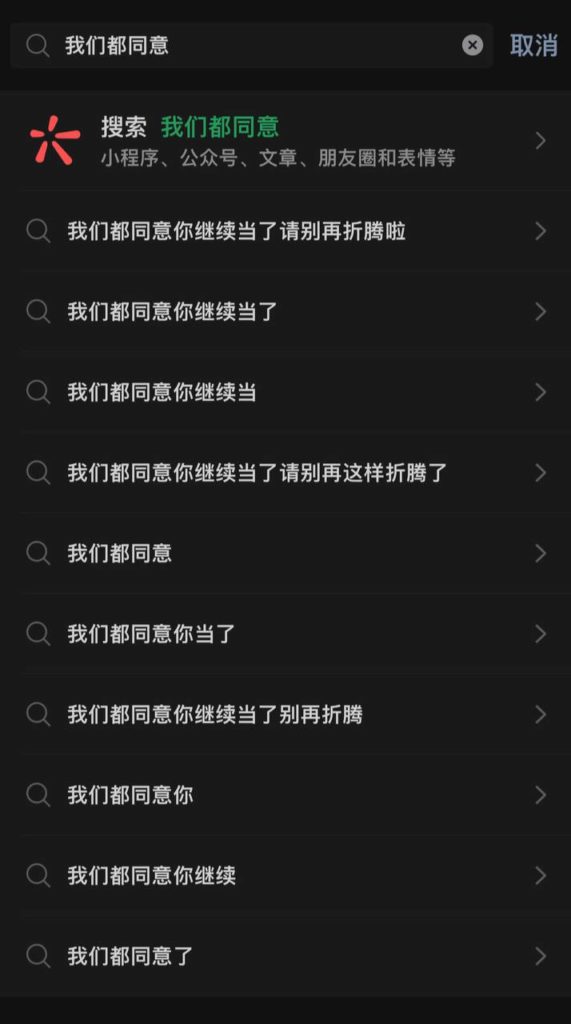 我们都同意
取消
搜索 我们都同意
小程序、公众号、文章、朋友圈和表情等
我们都同意你继续当了请别再折腾啦
我们都同意你继续当了
我们都同意你继续当
我们都同意你继续当了请别再这样折腾了
我们都同意
我们都同意你当了
我们都同意你继续当了别再折腾
我们都同意你
我们都同意你继续
我们都同意了